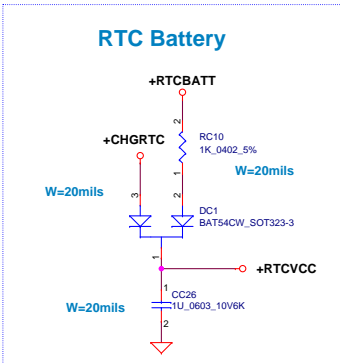 RTC Battery
+RTCBATT
2
RC10
1K_0402_5%
+CHGRTC
1
W=20mils
W=20mils
3
2
DC1
BAT54CW_SOT323-3
1
+RTCVCC
1
CC26
.1U_0603_10V6K
W=20mils
2